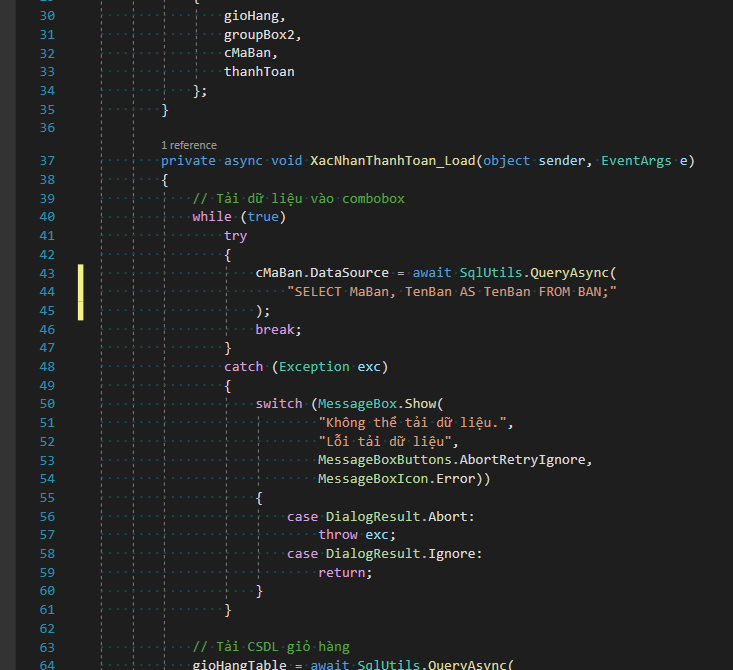 30 gioHang,
31 groupBox2,
32 cMaBan,
33 thanhToan
34 };
35 }
36
1 reference
37 private async void XacNhanThanhToan_Load(object sender, EventArgs e)
38 {
39 // Tải dữ liệu vào combobox
40 while (true)
41 try
42 {
43 cMaBan.DataSource = await SqlUtils.QueryAsync(
44 "SELECT MaBan, TenBan AS TenBan FROM BAN;"
45 );
46 break;
47 }
48 catch (Exception exc)
49 {
50 switch (MessageBox.Show(
51 "Không thể tải dữ liệu.",
52 "Lỗi tải dữ liệu",
53 MessageBoxButtons.AbortRetryIgnore,
54 MessageBoxIcon.Error))
55 {
56 case DialogResult.Abort:
57 throw exc;
58 case DialogResult.Ignore:
59 return;
60 }
61 }
62
63 // Tải CSDL giỏ hàng
64 gioHangTable = await SqlUtils.QueryAsync(